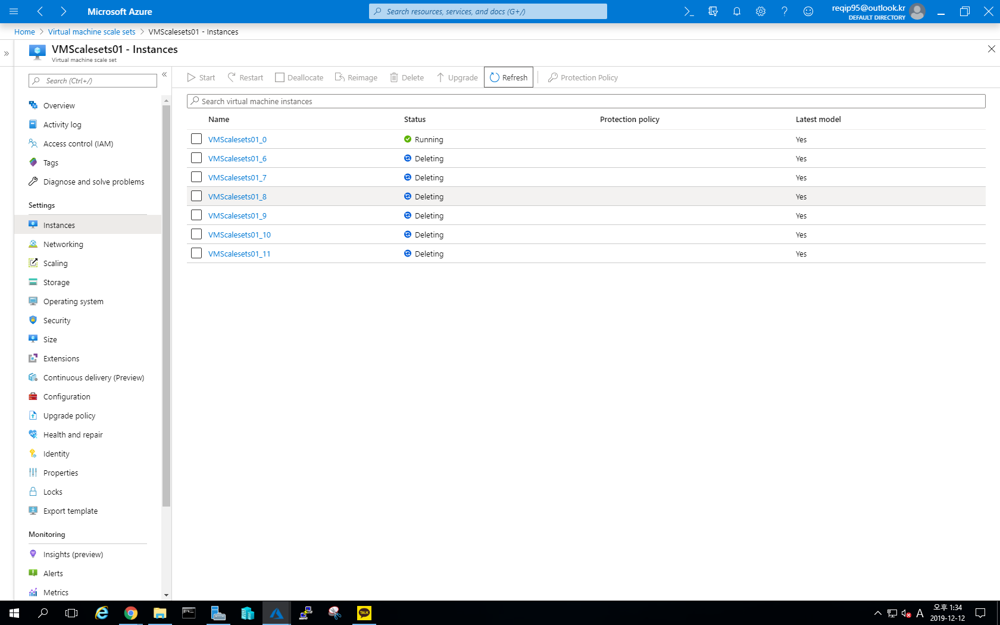 Microsoft Azure
Search resources, services, and docs (G+/)
reqip95@outlook.kr
DEFAULT DIRECTORY
Home > Virtual machine scale sets > VMScalesets01 - Instances
VMScalesets01 - Instances
Virtual machine scale set
Search (Ctrl+/)
Overview
Activity log
Access control (IAM)
Tags
Diagnose and solve problems
Settings
Instances
Networking
Scaling
Storage
Operating system
Security
Size
Extensions
Continuous delivery (Preview)
Configuration
Upgrade policy
Health and repair
Identity
Properties
Locks
Export template
Monitoring
Insights (preview)
Alerts
Metrics
Start Restart Deallocate Reimage Delete Upgrade Refresh Protection Policy
Search virtual machine instances
Name Status Protection policy Latest model
VMScalesets01_0 Running Yes
VMScalesets01_6 Deleting Yes
VMScalesets01_7 Deleting Yes
VMScalesets01_8 Deleting Yes
VMScalesets01_9 Deleting Yes
VMScalesets01_10 Deleting Yes
VMScalesets01_11 Deleting Yes
TALK
A
오후 1:34
2019-12-12